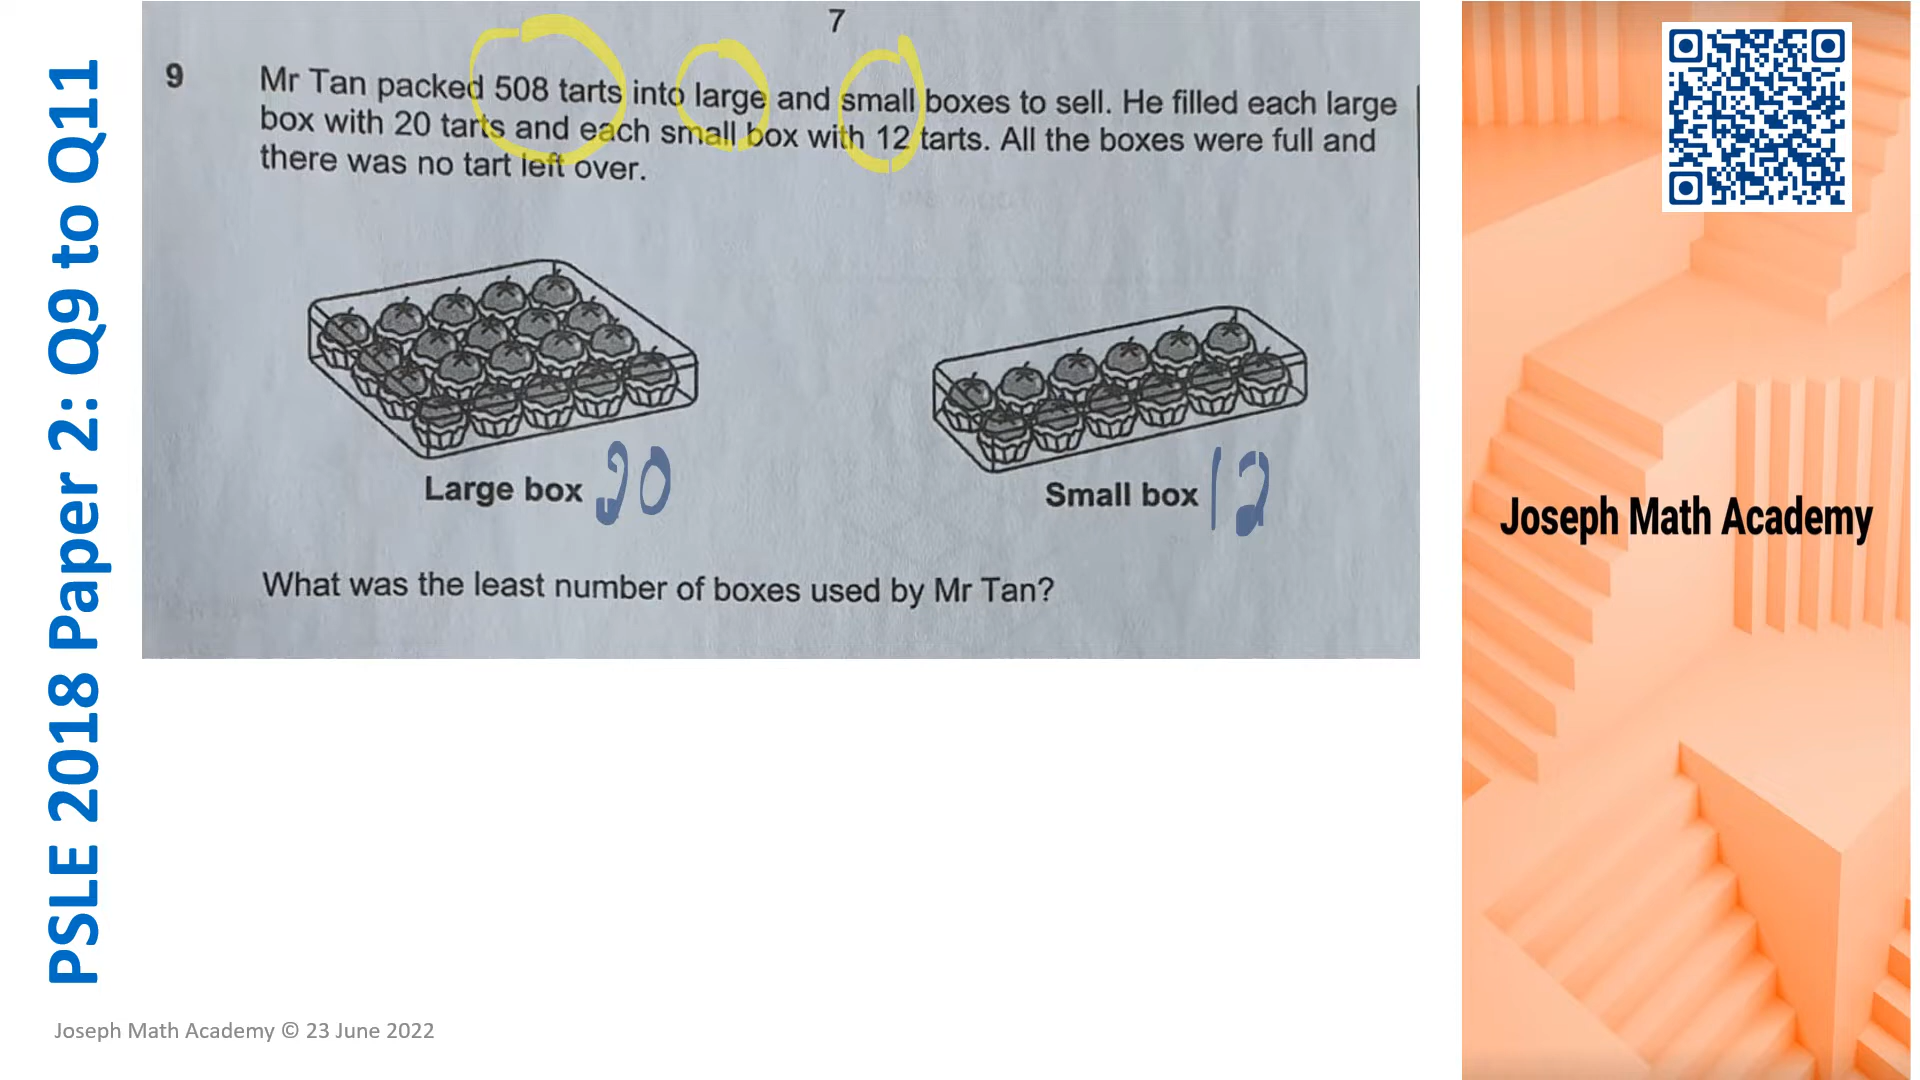 PSLE 2018 Paper 2: Q9 to Q11
7
9 Mr Tan packed 508 tarts into large and small boxes to sell. He filled each large
box with 20 tarts and each small box with 12 tarts. All the boxes were full and
there was no tart left over.
Large box 20
Small box 12
What was the least number of boxes used by Mr Tan?
Joseph Math Academy
Joseph Math Academy © 23 June 2022